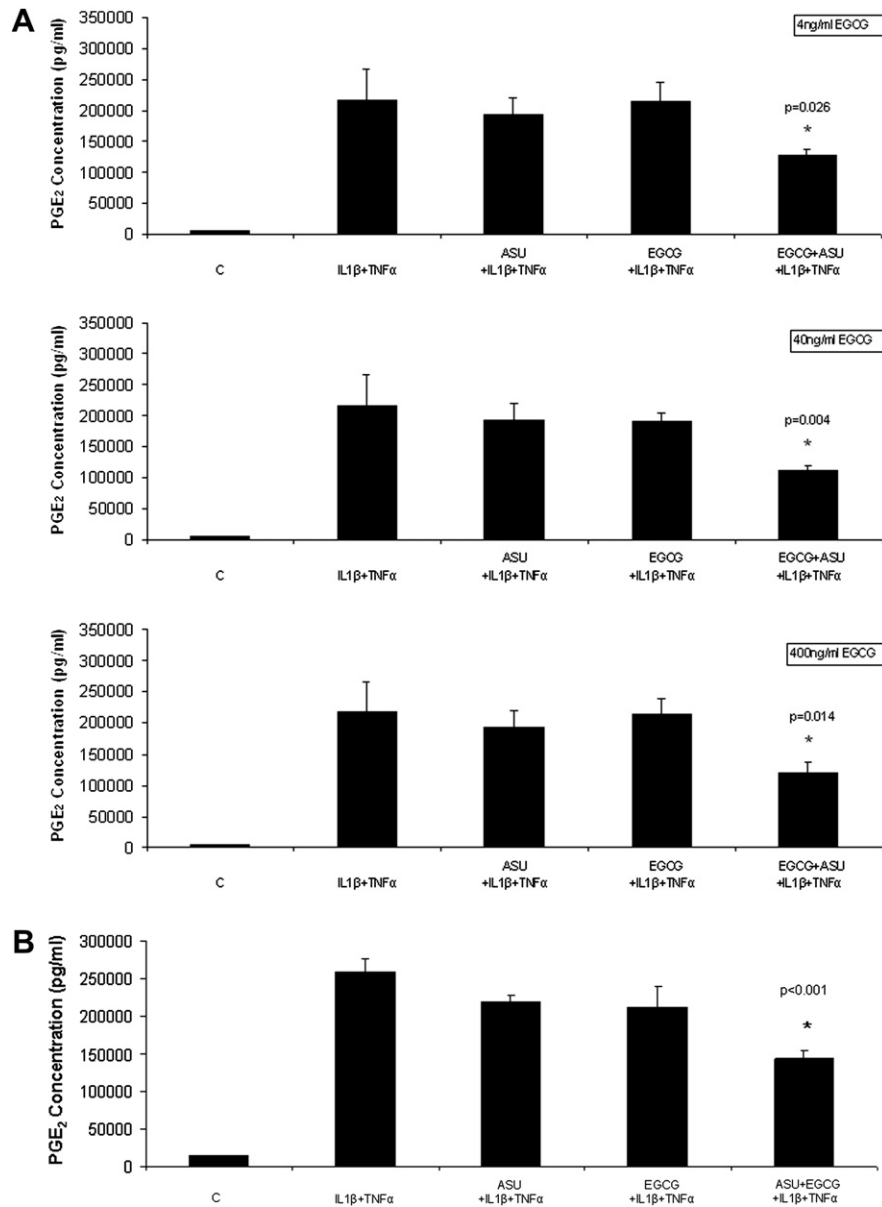 A
4ng/ml EGCG
PGE2 Concentration (pg/ml)
350000
300000
250000
200000
150000
100000
50000
0
p=0.026
*
C
IL1β+TNFα
ASU
+IL1β+TNFα
EGCG
+IL1β+TNFα
EGCG+ASU
+IL1β+TNFα
40ng/ml EGCG
PGE2 Concentration (pg/ml)
350000
300000
250000
200000
150000
100000
50000
0
p=0.004
*
C
IL1β+TNFα
ASU
+IL1β+TNFα
EGCG
+IL1β+TNFα
EGCG+ASU
+IL1β+TNFα
400ng/ml EGCG
PGE2 Concentration (pg/ml)
350000
300000
250000
200000
150000
100000
50000
0
p=0.014
*
C
IL1β+TNFα
ASU
+IL1β+TNFα
EGCG
+IL1β+TNFα
EGCG+ASU
+IL1β+TNFα
B
PGE2 Concentration (pg/ml)
300000
250000
200000
150000
100000
50000
0
p<0.001
*
C
IL1β+TNFα
ASU
+IL1β+TNFα
EGCG
+IL1β+TNFα
ASU+EGCG
+IL1β+TNFα